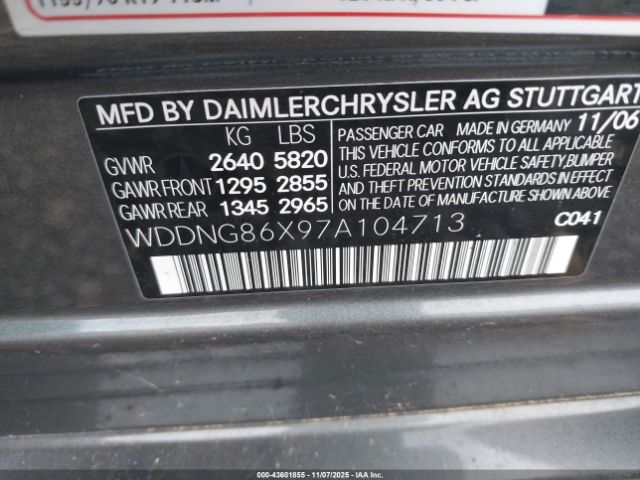 MFD BY DAIMLERCHRYSLER AG STUTTGART
KG LBS
GVWR 2640 5820
GAWR FRONT 1295 2855
GAWR REAR 1345 2965
PASSENGER CAR MADE IN GERMANY 11/06
THIS VEHICLE CONFORMS TO ALL APPLICABLE
U.S. FEDERAL MOTOR VEHICLE SAFETY, BUMPER
AND THEFT PREVENTION STANDARDS IN EFFECT
ON THE DATE OF MANUFACTURE SHOWN ABOVE.
WDDNG86X97A104713
C041
000-43601855 - 11/07/2025 - IAAI.COM